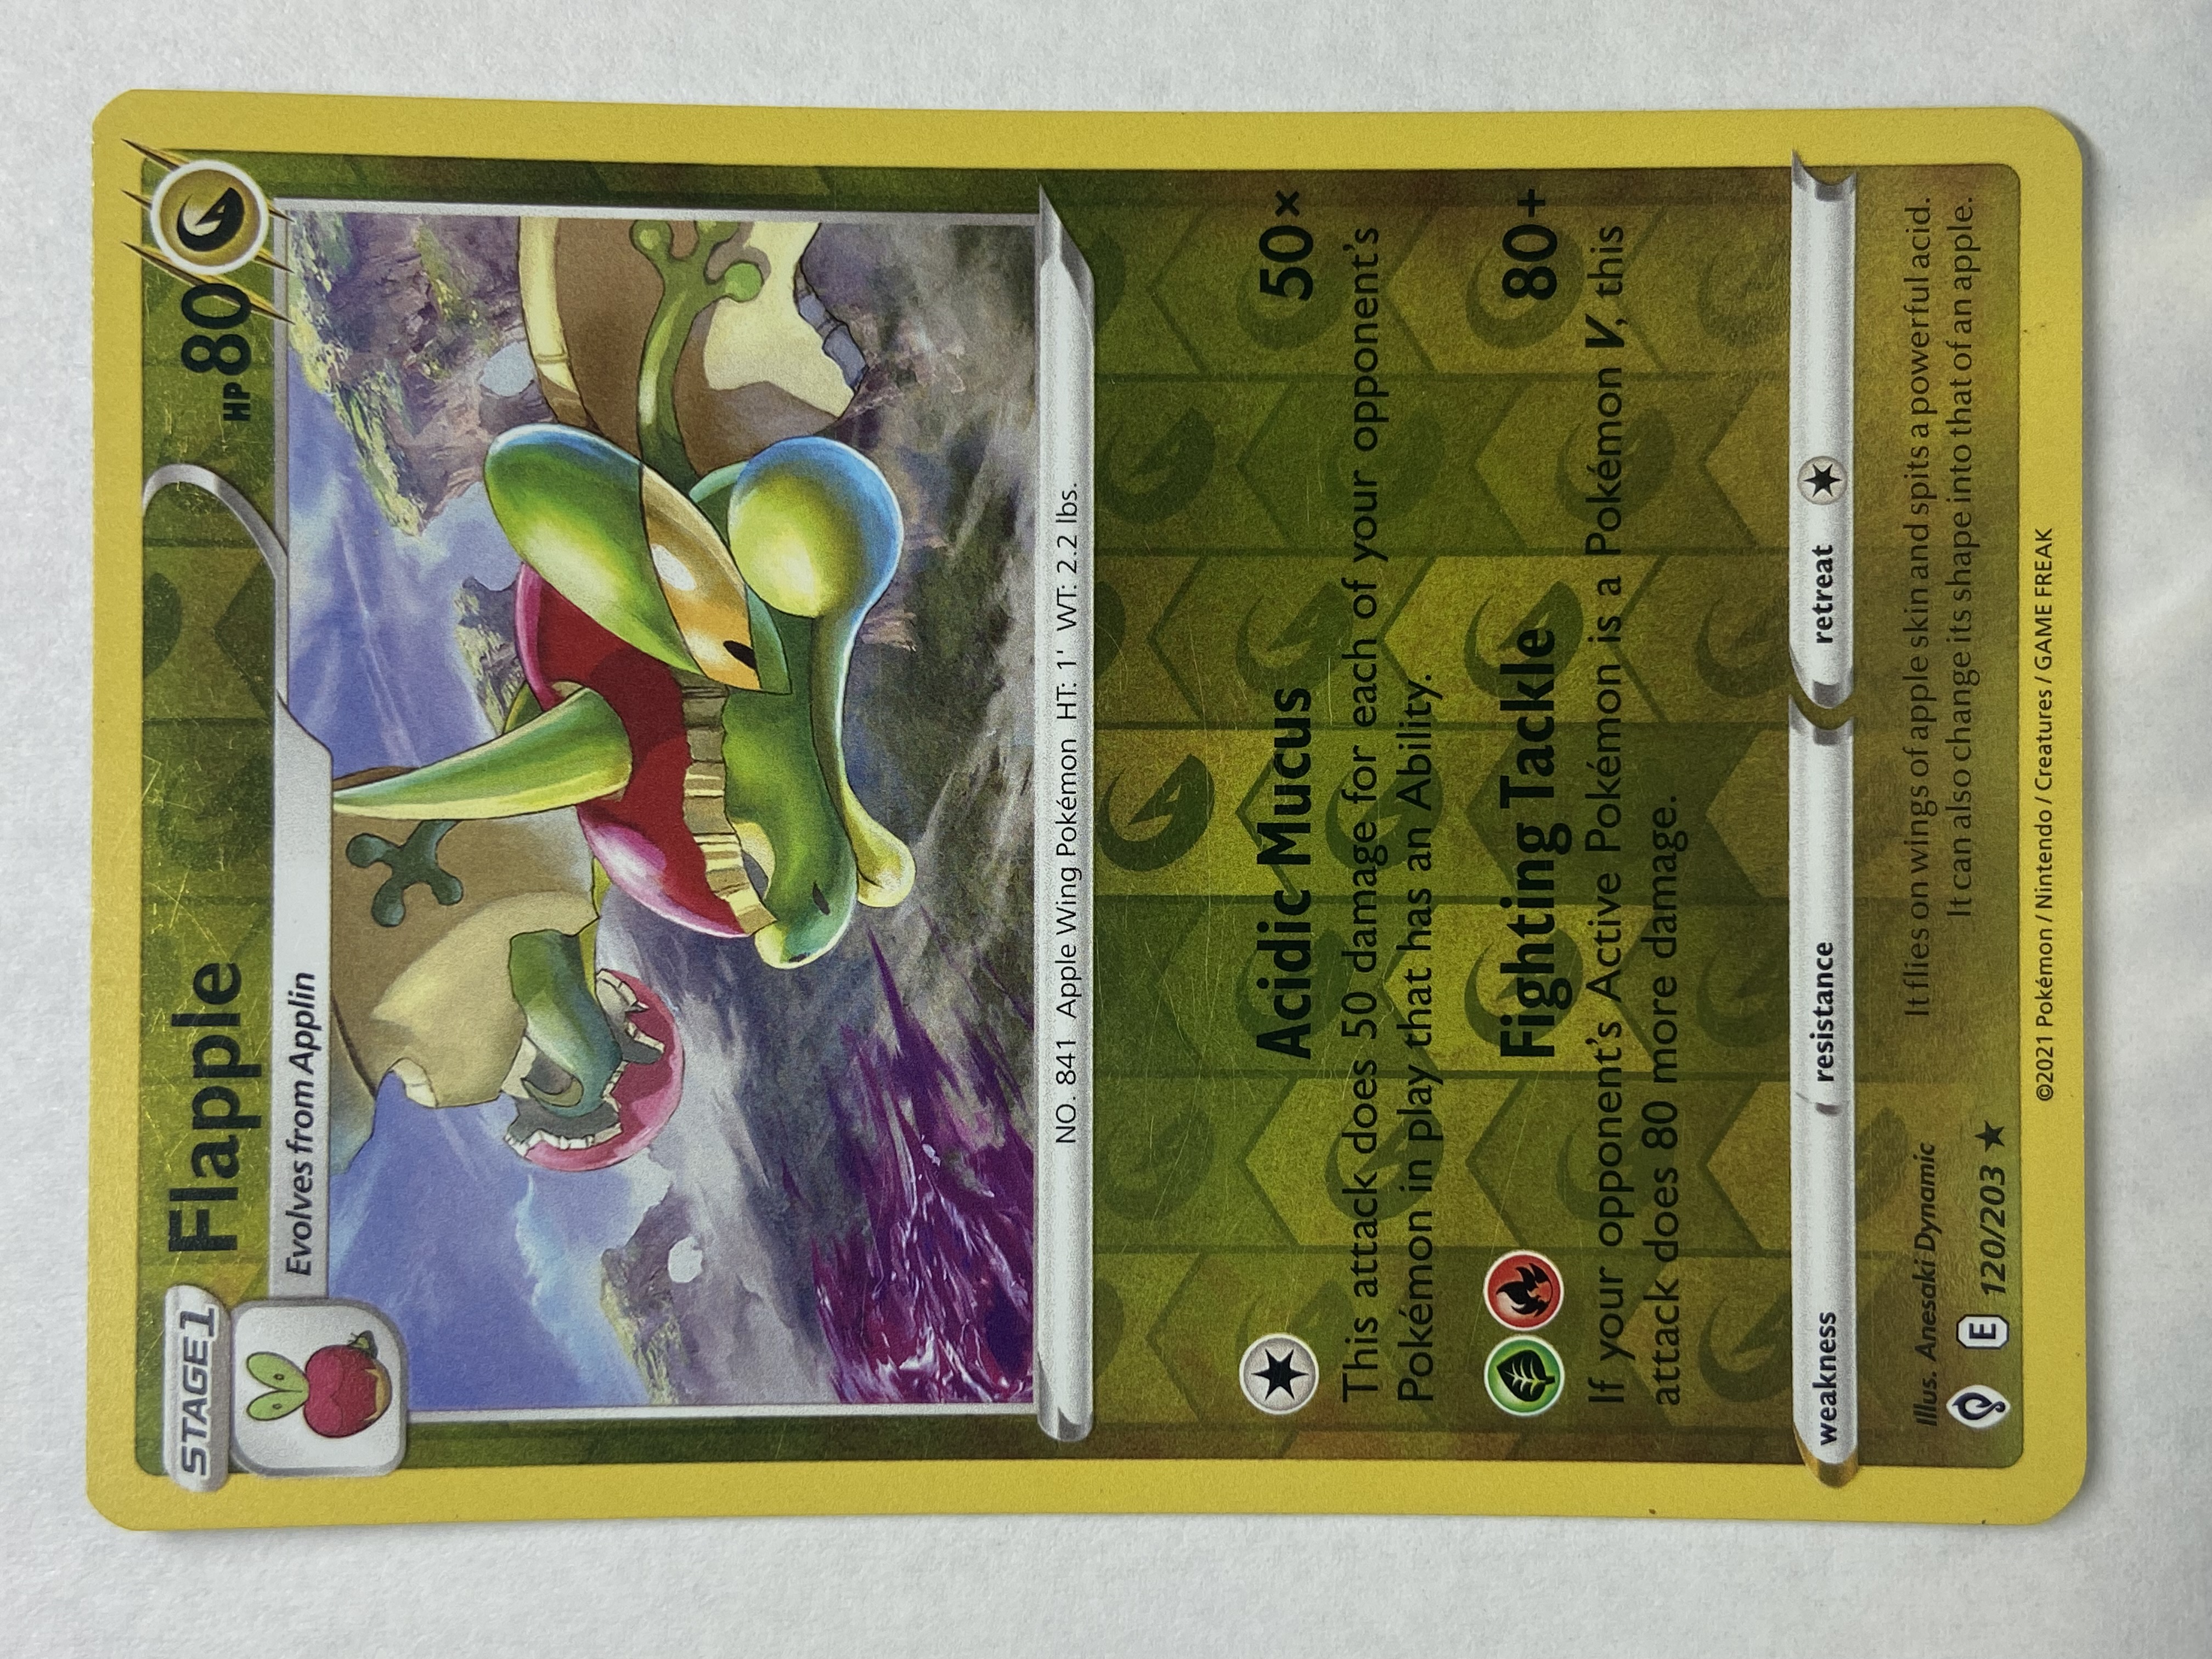 STAGE1
Flapple
HP 80
Evolves from Applin
NO. 841 Apple Wing Pokémon HT: 1' WT: 2.2 lbs.
Acidic Mucus 50×
This attack does 50 damage for each of your opponent's
Pokémon in play that has an Ability.
Fighting Tackle 80+
If your opponent's Active Pokémon is a Pokémon V, this
attack does 80 more damage.
weakness resistance retreat
Illus. Anesaki Dynamic
It flies on wings of apple skin and spits a powerful acid.
It can also change its shape into that of an apple.
E 120/203 ★
©2021 Pokémon / Nintendo / Creatures / GAME FREAK